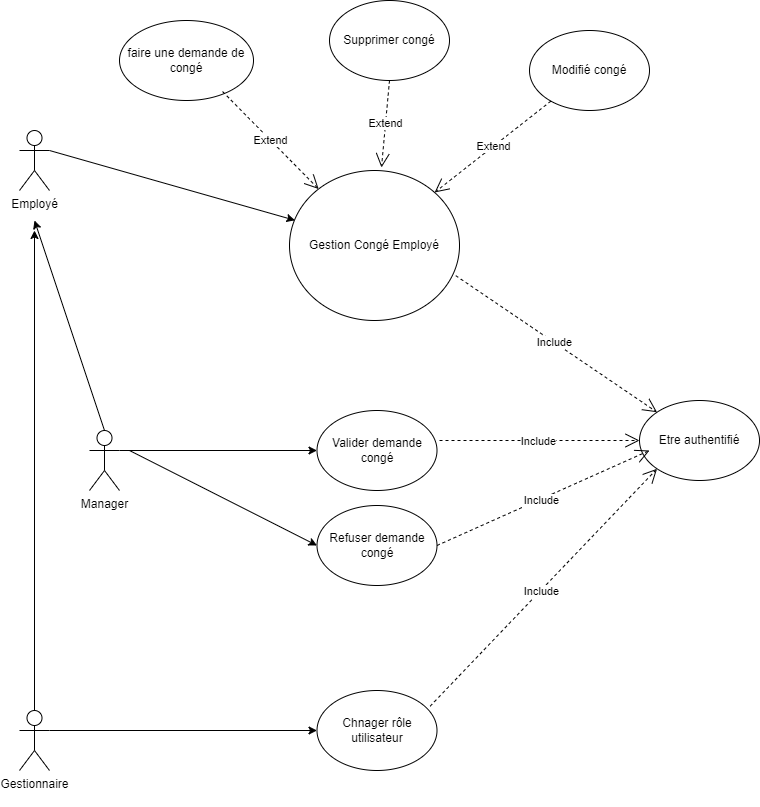 Supprimer congé
faire une demande de
congé
Modifié congé
Extend
Extend
Extend
Employé
Gestion Congé Employé
Include
Valider demande
congé
Include
Etre authentifié
Manager
Include
Refuser demande
congé
Include
Chnager rôle
utilisateur
Gestionnaire